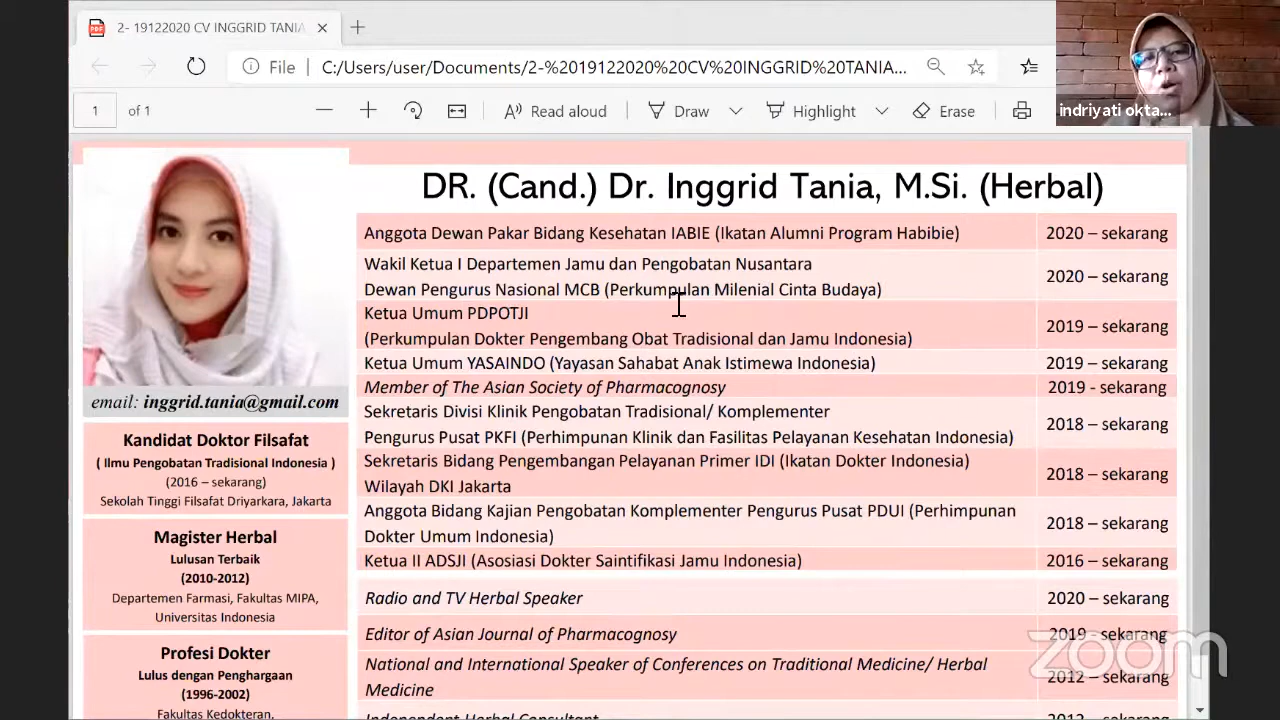 2- 19122020 CV INGGRID TANIA
File
C:/Users/user/Documents/2-%2019122020%20CV%20INGGRID%20TANIA...
1 of 1
Read aloud
Draw
Highlight
Erase
indriyati okta...
DR. (Cand.) Dr. Inggrid Tania, M.Si. (Herbal)
email: inggrid.tania@gmail.com
Kandidat Doktor Filsafat
( Ilmu Pengobatan Tradisional Indonesia )
(2016 – sekarang)
Sekolah Tinggi Filsafat Driyarkara, Jakarta
Magister Herbal
Lulusan Terbaik
(2010-2012)
Departemen Farmasi, Fakultas MIPA,
Universitas Indonesia
Profesi Dokter
Lulus dengan Penghargaan
(1996-2002)
Fakultas Kedokteran,
Anggota Dewan Pakar Bidang Kesehatan IABIE (Ikatan Alumni Program Habibie) 2020 – sekarang
Wakil Ketua I Departemen Jamu dan Pengobatan Nusantara
Dewan Pengurus Nasional MCB (Perkumpulan Milenial Cinta Budaya) 2020 – sekarang
Ketua Umum PDPOTJI
(Perkumpulan Dokter Pengembang Obat Tradisional dan Jamu Indonesia) 2019 – sekarang
Ketua Umum YASAINDO (Yayasan Sahabat Anak Istimewa Indonesia) 2019 – sekarang
Member of The Asian Society of Pharmacognosy 2019 - sekarang
Sekretaris Divisi Klinik Pengobatan Tradisional/ Komplementer
Pengurus Pusat PKFI (Perhimpunan Klinik dan Fasilitas Pelayanan Kesehatan Indonesia) 2018 – sekarang
Sekretaris Bidang Pengembangan Pelayanan Primer IDI (Ikatan Dokter Indonesia)
Wilayah DKI Jakarta 2018 – sekarang
Anggota Bidang Kajian Pengobatan Komplementer Pengurus Pusat PDUI (Perhimpunan
Dokter Umum Indonesia) 2018 – sekarang
Ketua II ADSJI (Asosiasi Dokter Saintifikasi Jamu Indonesia) 2016 – sekarang
Radio and TV Herbal Speaker 2020 – sekarang
Editor of Asian Journal of Pharmacognosy 2019 - sekarang
National and International Speaker of Conferences on Traditional Medicine/ Herbal
Medicine 2012 – sekarang
Independent Herbal Consultant 2012 – sekarang
zoom